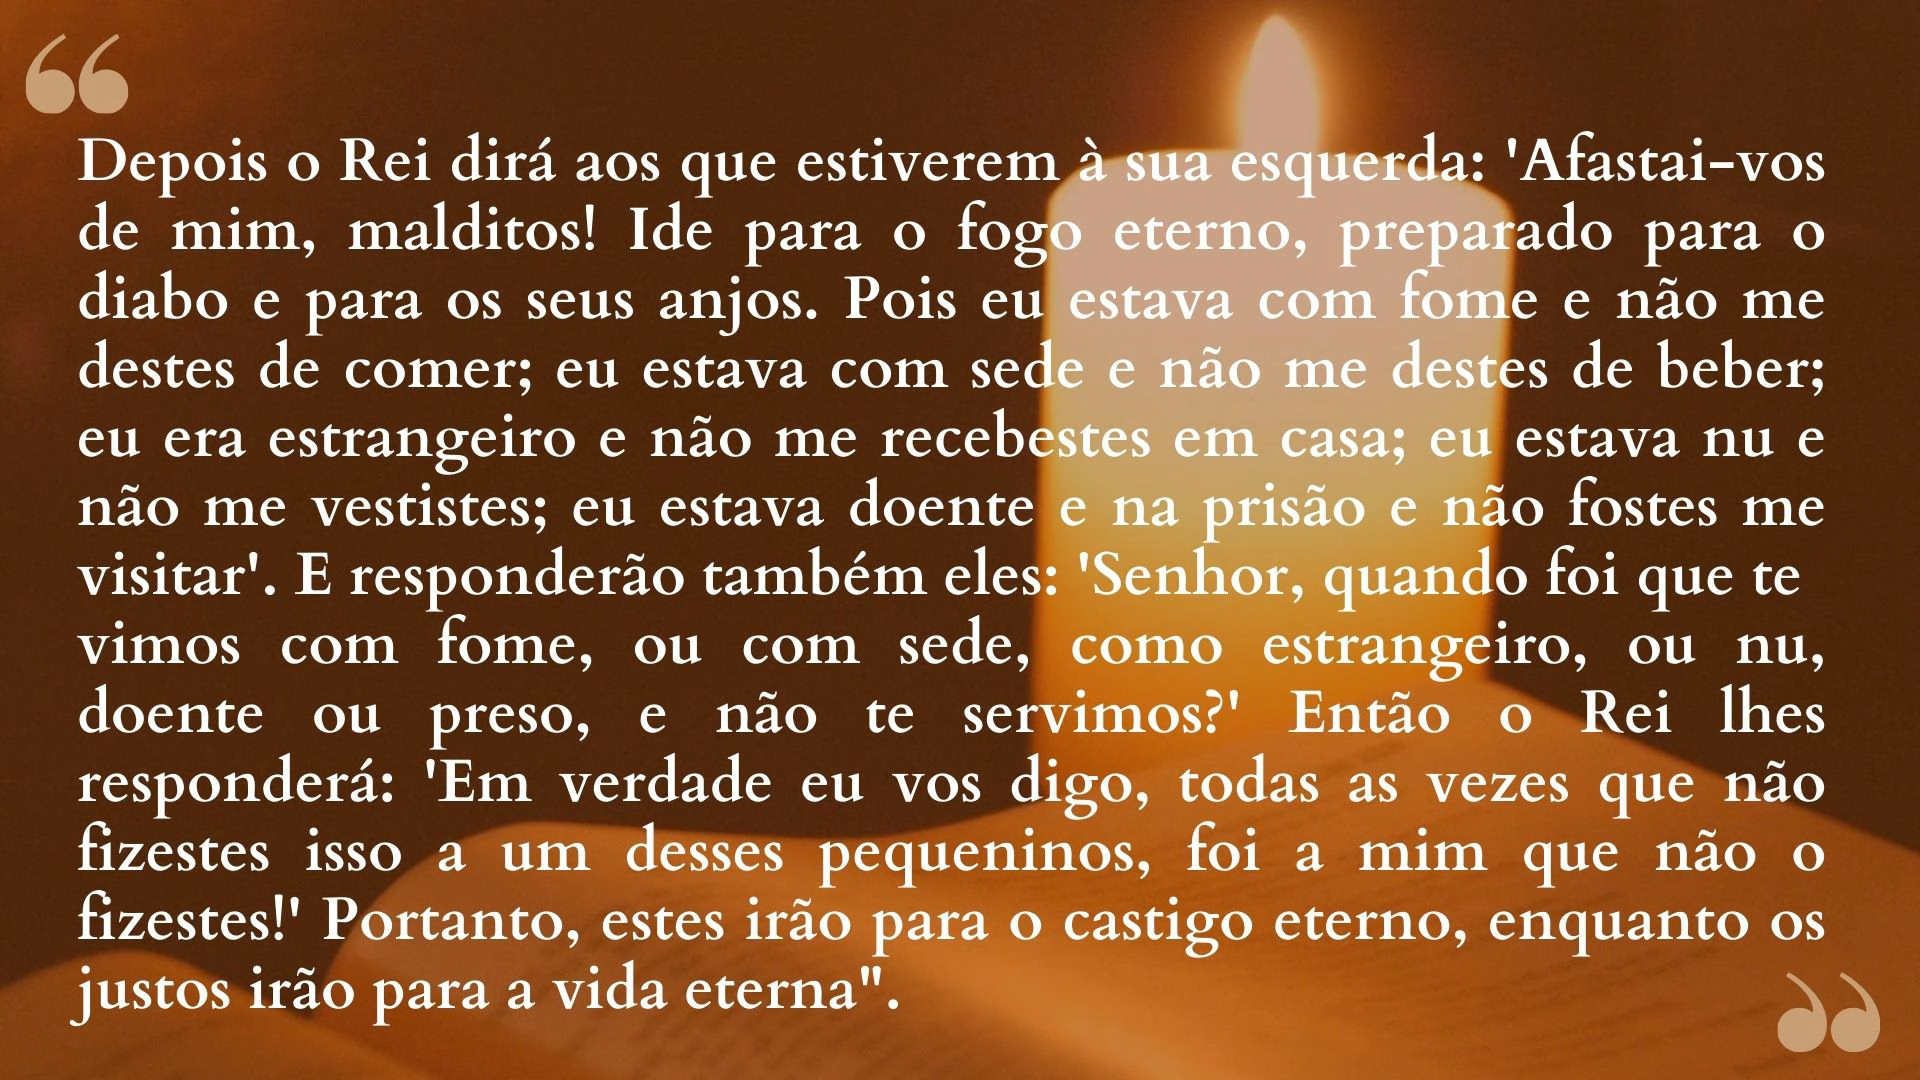 “
Depois o Rei dirá aos que estiverem à sua esquerda: 'Afastai-vos
de mim, malditos! Ide para o fogo eterno, preparado para o
diabo e para os seus anjos. Pois eu estava com fome e não me
destes de comer; eu estava com sede e não me destes de beber;
eu era estrangeiro e não me recebestes em casa; eu estava nu e
não me vestistes; eu estava doente e na prisão e não fostes me
visitar'. E responderão também eles: 'Senhor, quando foi que te
vimos com fome, ou com sede, como estrangeiro, ou nu,
doente ou preso, e não te servimos?' Então o Rei lhes
responderá: 'Em verdade eu vos digo, todas as vezes que não
fizestes isso a um desses pequeninos, foi a mim que não o
fizestes!' Portanto, estes irão para o castigo eterno, enquanto os
justos irão para a vida eterna".
”